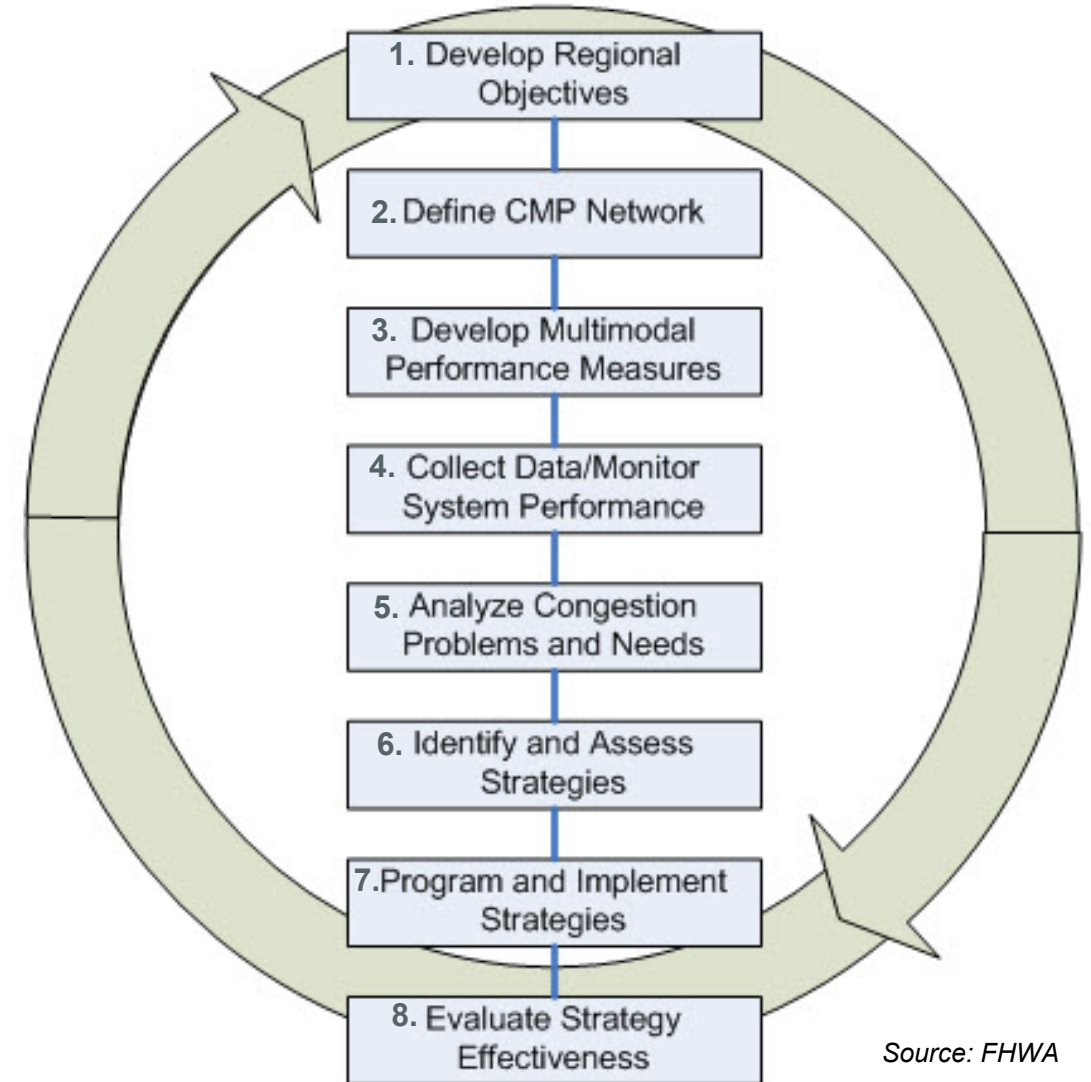 1. Develop Regional
Objectives
2. Define CMP Network
3. Develop Multimodal
Performance Measures
4. Collect Data/Monitor
System Performance
5. Analyze Congestion
Problems and Needs
6. Identify and Assess
Strategies
7.Program and Implement
Strategies
8. Evaluate Strategy
Effectiveness
Source: FHWA